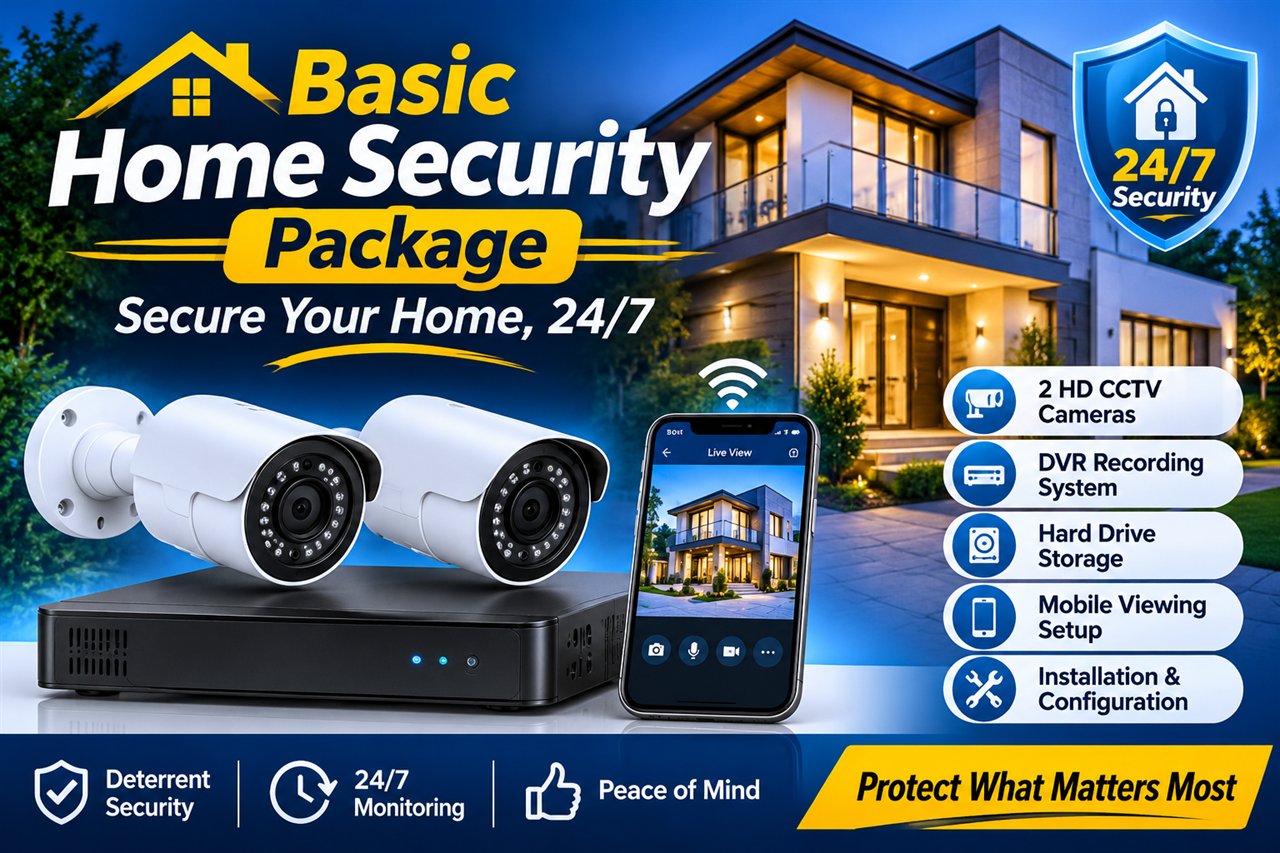 Basic
Home Security
Package
Secure Your Home, 24/7
24/7
Security
Live View
2 HD CCTV
Cameras
DVR Recording
System
Hard Drive
Storage
Mobile Viewing
Setup
Installation &
Configuration
Deterrent
Security
24/7
Monitoring
Peace of Mind
Protect What Matters Most